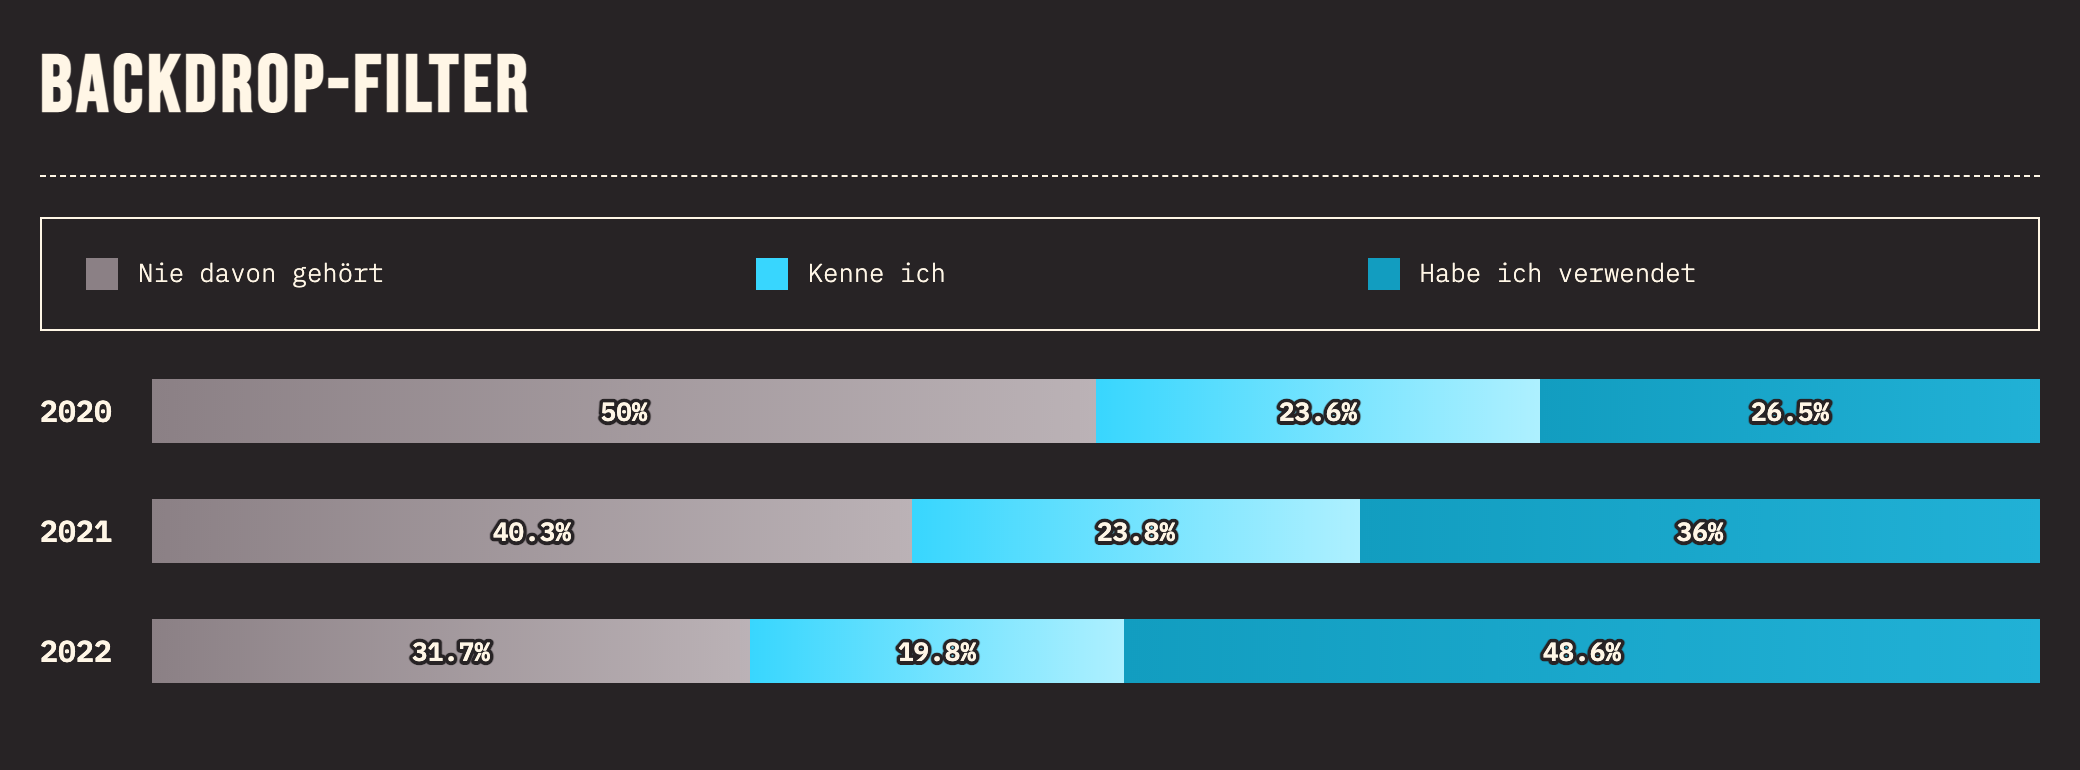 BACKDROP-FILTER
Nie davon gehört Kenne ich Habe ich verwendet
2020 50% 23.6% 26.5%
2021 40.3% 23.8% 36%
2022 31.7% 19.8% 48.6%